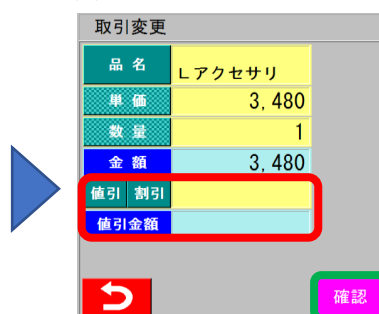 取引変更
品名 Lアクセサリ
単価 3,480
数量 1
金額 3,480
値引 割引
値引金額
確認